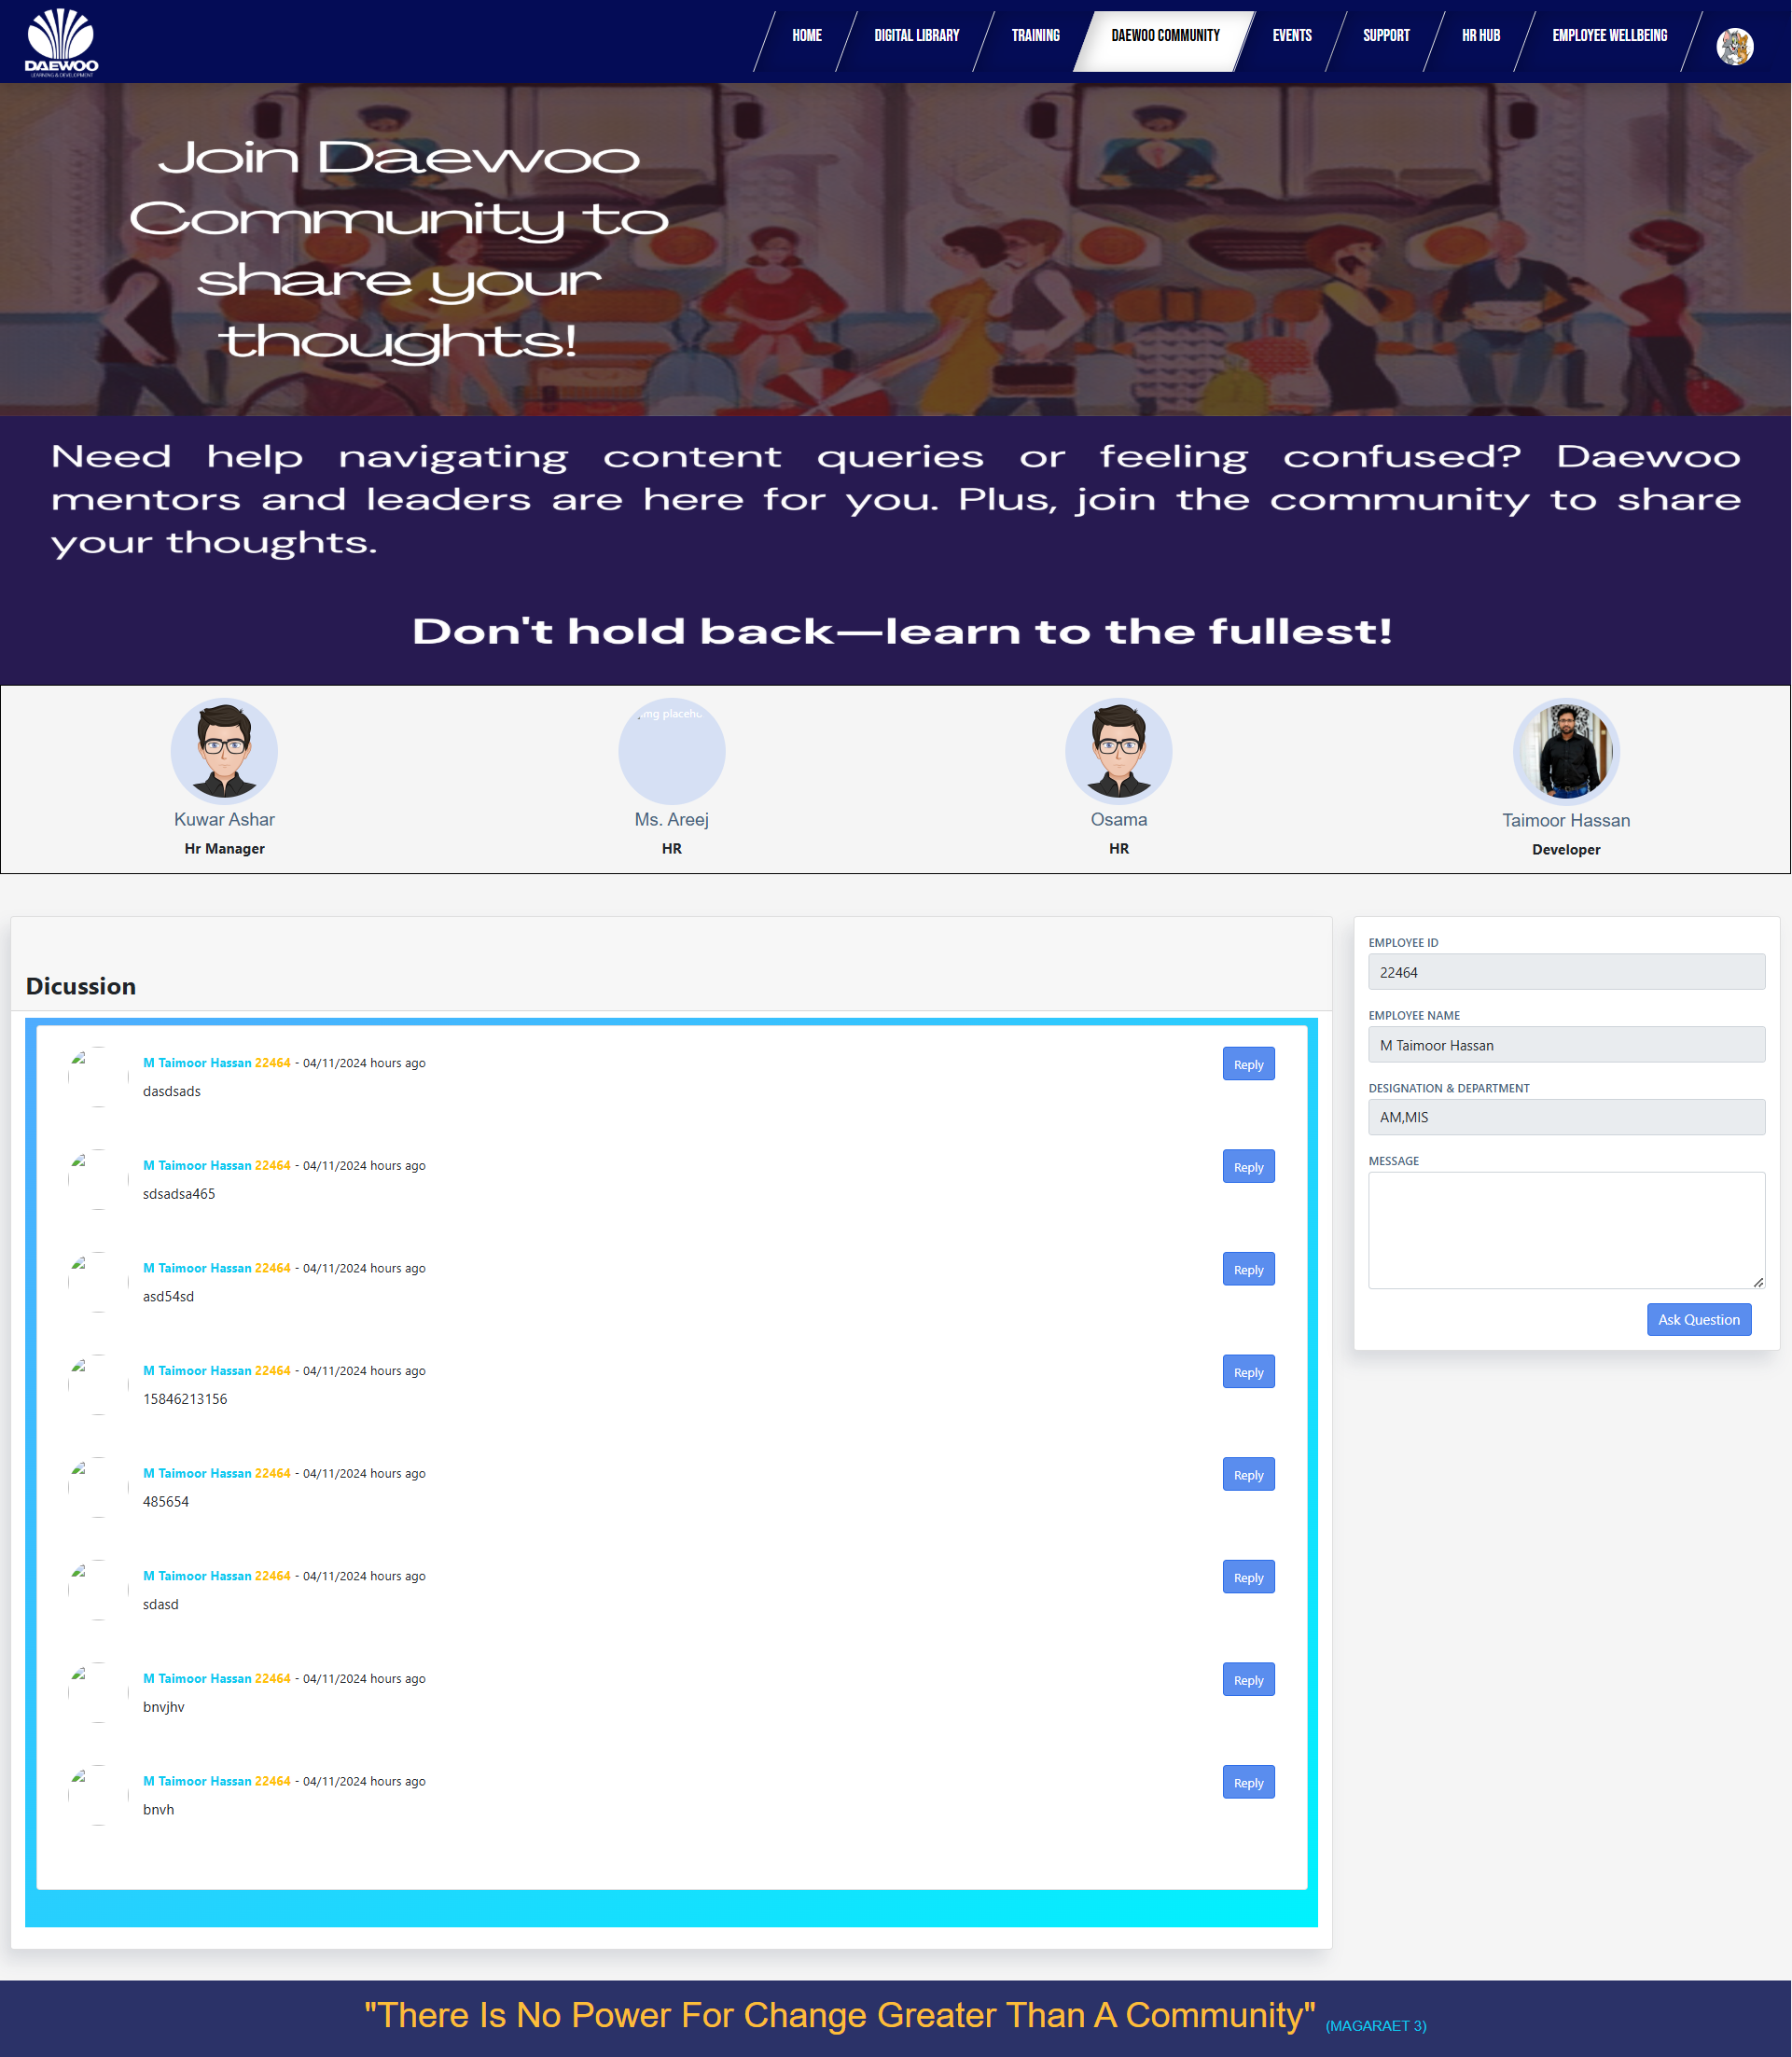 DAEWOO
LEARNING & DEVELOPMENT
HOME
DIGITAL LIBRARY
TRAINING
DAEWOO COMMUNITY
EVENTS
SUPPORT
HR HUB
EMPLOYEE WELLBEING
Join Daewoo
Community to
share your
thoughts!
Need help navigating content queries or feeling confused? Daewoo
mentors and leaders are here for you. Plus, join the community to share
your thoughts.
Don't hold back—learn to the fullest!
Kuwar Ashar
Hr Manager
Ms. Areej
HR
Osama
HR
Taimoor Hassan
Developer
Dicussion
M Taimoor Hassan 22464 - 04/11/2024 hours ago
Reply
dasdsads
M Taimoor Hassan 22464 - 04/11/2024 hours ago
Reply
sdsadsa465
M Taimoor Hassan 22464 - 04/11/2024 hours ago
Reply
asd54sd
M Taimoor Hassan 22464 - 04/11/2024 hours ago
Reply
15846213156
M Taimoor Hassan 22464 - 04/11/2024 hours ago
Reply
485654
M Taimoor Hassan 22464 - 04/11/2024 hours ago
Reply
sdasd
M Taimoor Hassan 22464 - 04/11/2024 hours ago
Reply
bnvjhv
M Taimoor Hassan 22464 - 04/11/2024 hours ago
Reply
bnvh
EMPLOYEE ID
22464
EMPLOYEE NAME
M Taimoor Hassan
DESIGNATION & DEPARTMENT
AM,MIS
MESSAGE
Ask Question
"There Is No Power For Change Greater Than A Community" (MAGARAET 3)